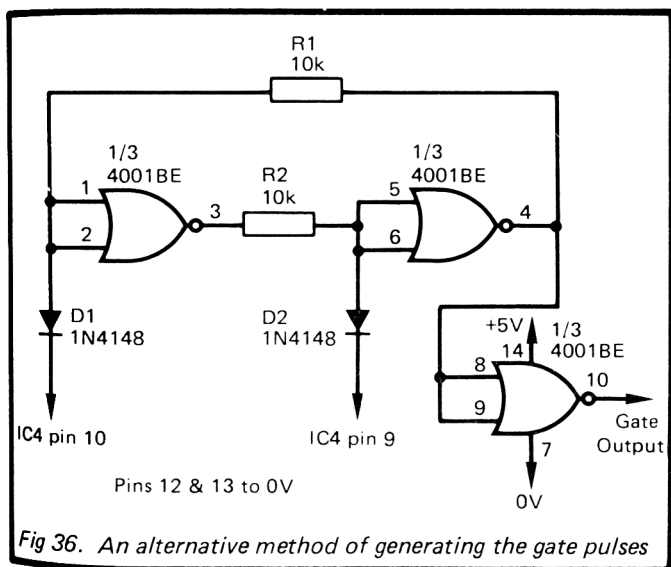 R1
10k
1/3
4001BE
1
2
3
R2
10k
1/3
4001BE
5
6
4
D1
1N4148
D2
1N4148
+5V
1/3
4001BE
14
8
9
10
7
Gate
Output
0V
IC4 pin 10
IC4 pin 9
Pins 12 & 13 to 0V
Fig 36. An alternative method of generating the gate pulses